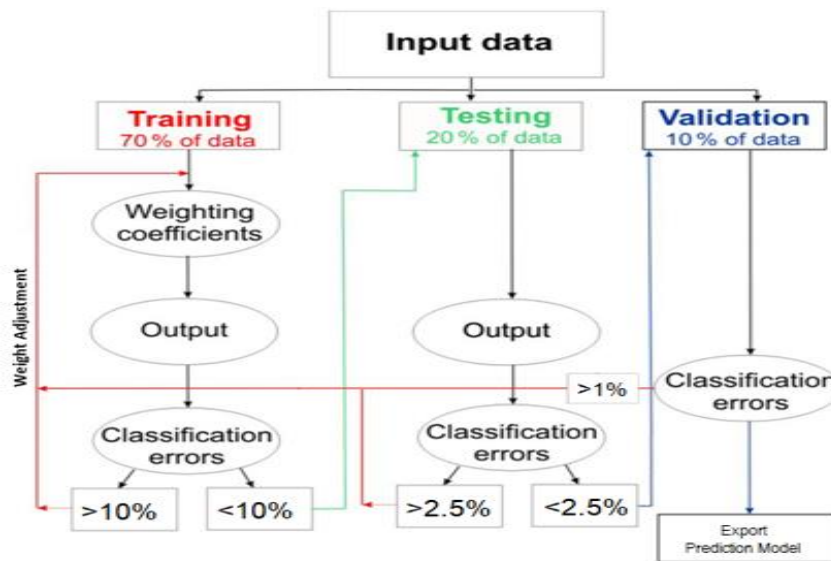 Input data
Training
70 % of data
Testing
20 % of data
Validation
10 % of data
Weighting
coefficients
Weight Adjustment
Output
Output
>1%
Classification
errors
Classification
errors
Classification
errors
>10%
<10%
>2.5%
<2.5%
Export
Prediction Model